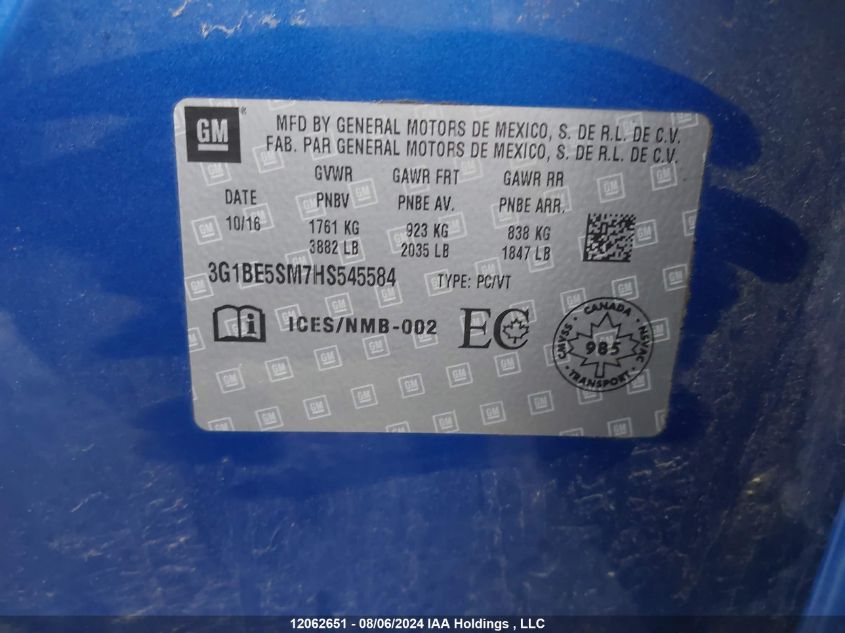 GM
MFD BY GENERAL MOTORS DE MEXICO, S. DE R.L. DE C.V.
FAB. PAR GENERAL MOTORS DE MEXICO, S. DE R.L. DE C.V.
GVWR GAWR FRT GAWR RR
DATE PNBV PNBE AV. PNBE ARR.
10/16 1761 KG 923 KG 838 KG
3882 LB 2035 LB 1847 LB
3G1BE5SM7HS545584 TYPE: PC/VT
ICES/NMB-002 EC
CANADA
CMVSS 985 NSVAC
TRANSPORT
12062651 - 08/06/2024 IAA Holdings , LLC